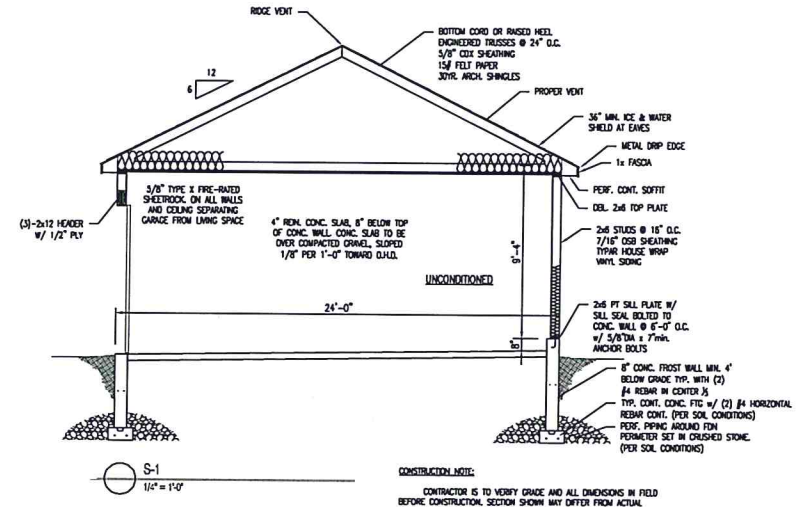 RIDGE VENT
BOTTOM CORD OR RAISED HEEL
ENGINEERED TRUSSES @ 24" O.C.
5/8" CDX SHEATHING
15# FELT PAPER
30YR. ARCH. SHINGLES
12
6
PROPER VENT
36" MIN. ICE & WATER
SHIELD AT EAVES
METAL DRIP EDGE
1x FASCIA
PERF. CONT. SOFFIT
DBL. 2x6 TOP PLATE
(3)-2x12 HEADER
W/ 1/2" PLY
5/8" TYPE X FIRE-RATED
SHEETROCK. ON ALL WALLS
AND CEILING SEPARATING
GARAGE FROM LIVING SPACE
4" REIN. CONC. SLAB, 8" BELOW TOP
OF CONC. WALL CONC. SLAB TO BE
OVER COMPACTED GRAVEL, SLOPED
1/8" PER 1'-0" TOWARD O.H.D.
2x6 STUDS @ 16" O.C.
7/16" OSB SHEATHING
TYPAR HOUSE WRAP
VINYL SIDING
9'-4"
UNCONDITIONED
24'-0"
8"
2x6 PT SILL PLATE W/
SILL SEAL BOLTED TO
CONC. WALL @ 6'-0" O.C.
w/ 5/8"DIA x 7"min.
ANCHOR BOLTS
8" CONC. FROST WALL MIN. 4'
BELOW GRADE TYP. WITH (2)
#4 REBAR IN CENTER ⅓
TYP. CONT. CONC. FTG w/ (2) #4 HORIZONTAL
REBAR CONT. (PER SOIL CONDITIONS)
PERF. PIPING AROUND FDN
PERIMETER SET IN CRUSHED STONE.
(PER SOIL CONDITIONS)
S-1
1/4" = 1'-0"
CONSTRUCTION NOTE:
CONTRACTOR IS TO VERIFY GRADE AND ALL DIMENSIONS IN FIELD
BEFORE CONSTRUCTION. SECTION SHOWN MAY DIFFER FROM ACTUAL